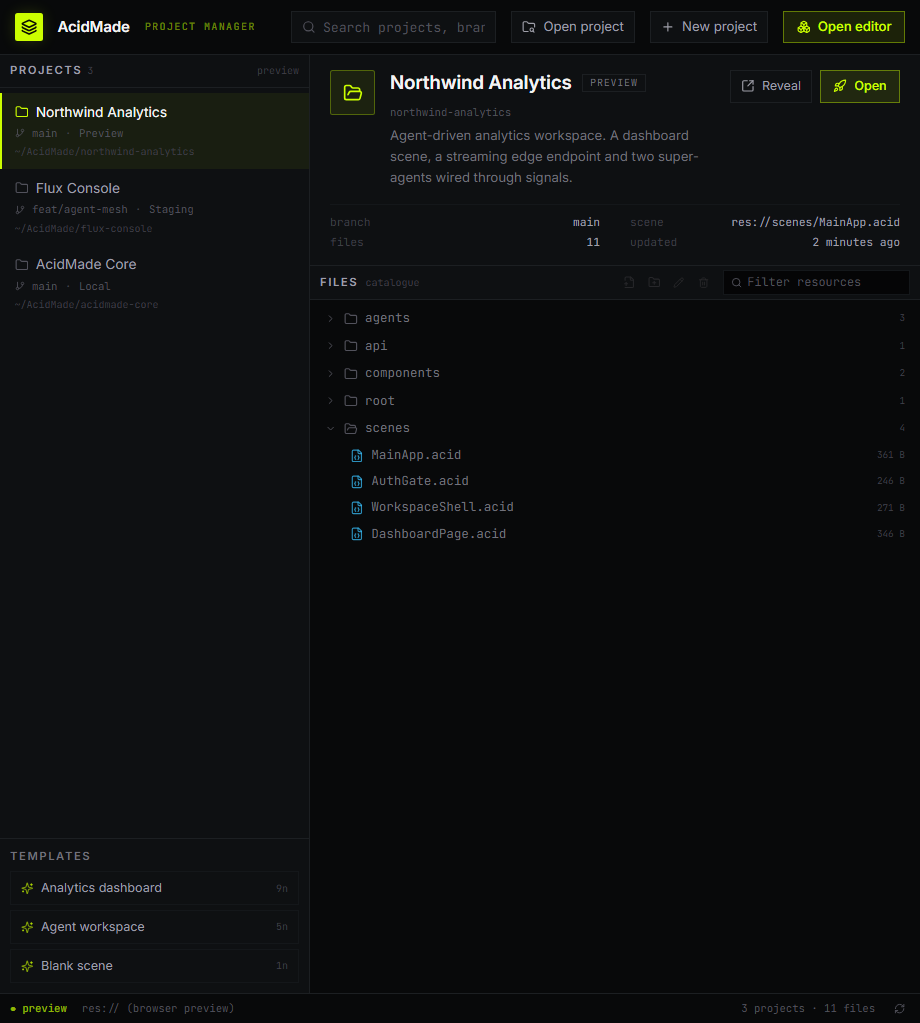 AcidMade PROJECT MANAGER Search projects, brar Open project New project Open editor
PROJECTS 3 preview
Northwind Analytics
main · Preview
~/AcidMade/northwind-analytics
Flux Console
feat/agent-mesh · Staging
~/AcidMade/flux-console
AcidMade Core
main · Local
~/AcidMade/acidmade-core
TEMPLATES
Analytics dashboard 9n
Agent workspace 5n
Blank scene 1n
Northwind Analytics PREVIEW Reveal Open
northwind-analytics
Agent-driven analytics workspace. A dashboard
scene, a streaming edge endpoint and two super-
agents wired through signals.
branch main scene res://scenes/MainApp.acid
files 11 updated 2 minutes ago
FILES catalogue Filter resources
agents 3
api 1
components 2
root 1
scenes 4
MainApp.acid 361 B
AuthGate.acid 246 B
WorkspaceShell.acid 271 B
DashboardPage.acid 346 B
preview res:// (browser preview) 3 projects · 11 files